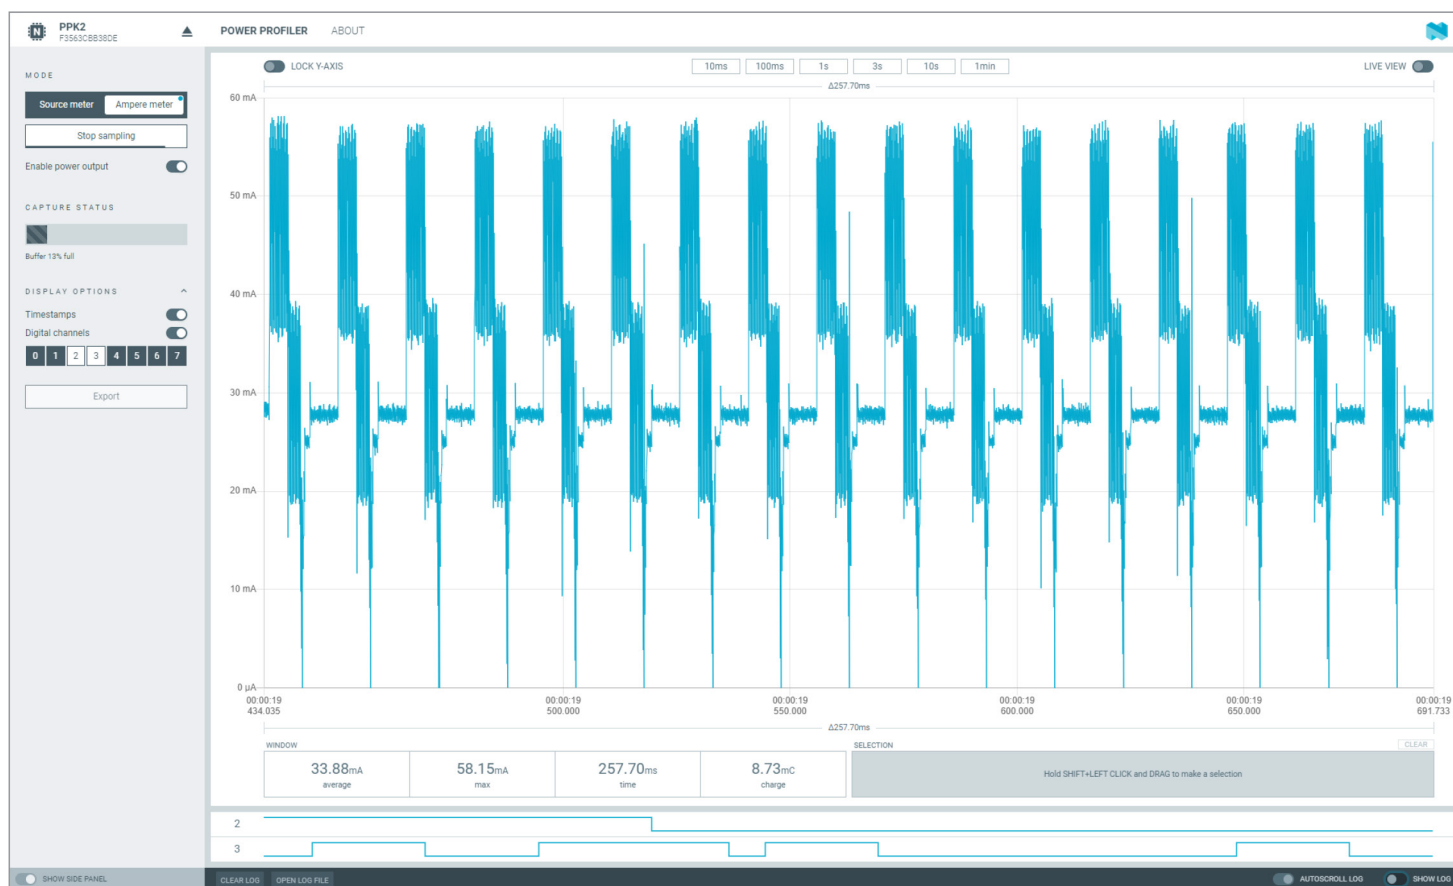 PPK2
F3563CBB38DE
POWER PROFILER ABOUT
MODE
Source meter Ampere meter
Stop sampling
Enable power output
CAPTURE STATUS
Buffer 13% full
DISPLAY OPTIONS
Timestamps
Digital channels
0 1 2 3 4 5 6 7
Export
LOCK Y-AXIS 10ms 100ms 1s 3s 10s 1min LIVE VIEW
Δ257.70ms
60 mA
50 mA
40 mA
30 mA
20 mA
10 mA
0 µA
00:00:19 00:00:19 00:00:19 00:00:19 00:00:19 00:00:19
434.035 500.000 550.000 600.000 650.000 691.733
Δ257.70ms
WINDOW SELECTION CLEAR
33.88mA 58.15mA 257.70ms 8.73mC
average max time charge
Hold SHIFT+LEFT CLICK and DRAG to make a selection
2
3
SHOW SIDE PANEL CLEAR LOG OPEN LOG FILE AUTOSCROLL LOG SHOW LOG